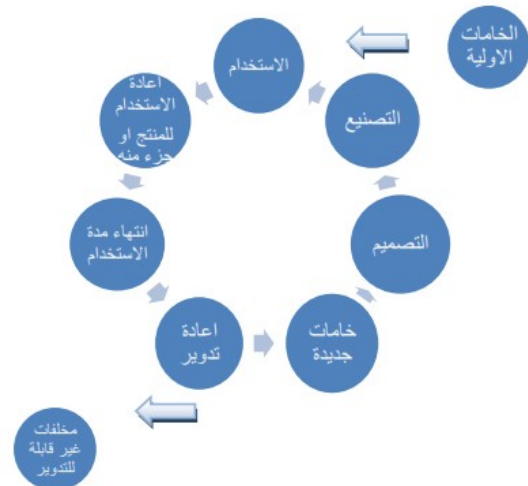 الخامات
الاولية
الاستخدام
اعادة
الاستخدام
للمنتج او
جزء منه
التصنيع
انتهاء مدة
الاستخدام
التصميم
اعادة
تدوير
خامات
جديدة
مخلفات
غير قابلة
للتدوير